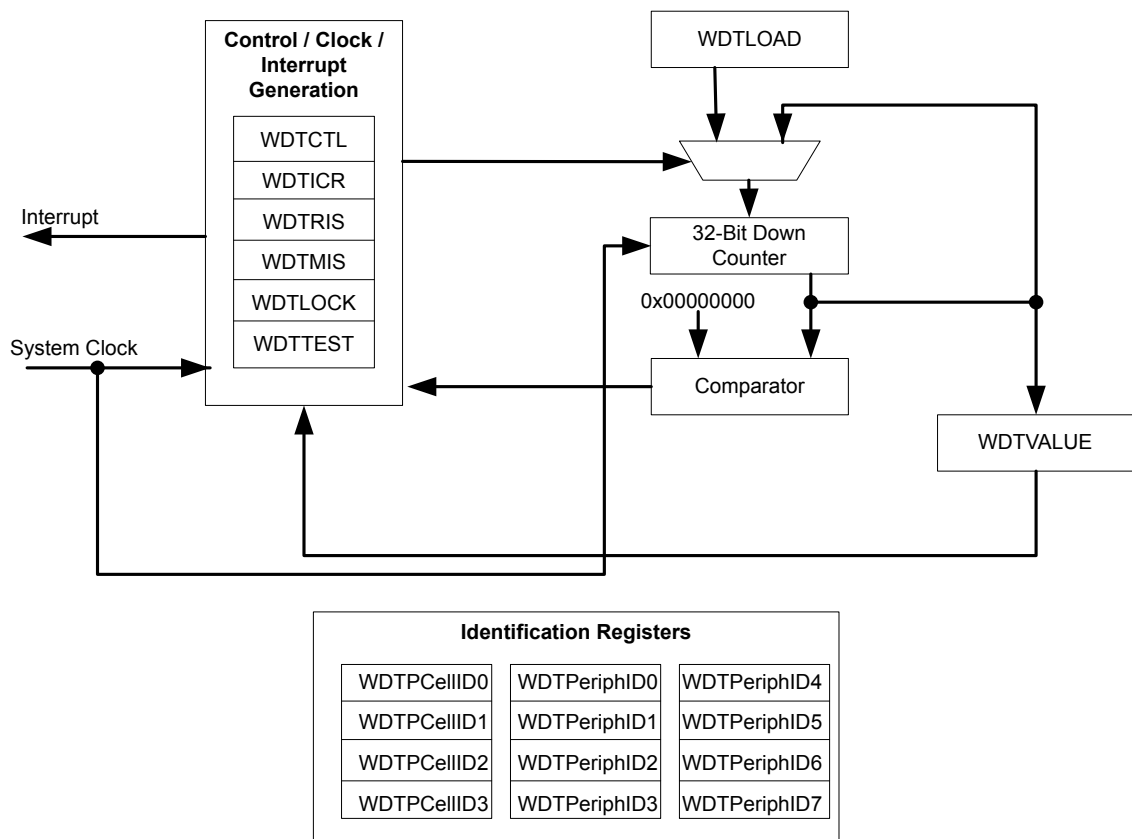 Control / Clock /
Interrupt
Generation
WDTCTL
WDTICR
WDTRIS
WDTMIS
WDTLOCK
WDTTEST
Interrupt
System Clock
WDTLOAD
32-Bit Down
Counter
0x00000000
Comparator
WDTVALUE
Identification Registers
WDTPCellID0 WDTPeriphID0 WDTPeriphID4
WDTPCellID1 WDTPeriphID1 WDTPeriphID5
WDTPCellID2 WDTPeriphID2 WDTPeriphID6
WDTPCellID3 WDTPeriphID3 WDTPeriphID7